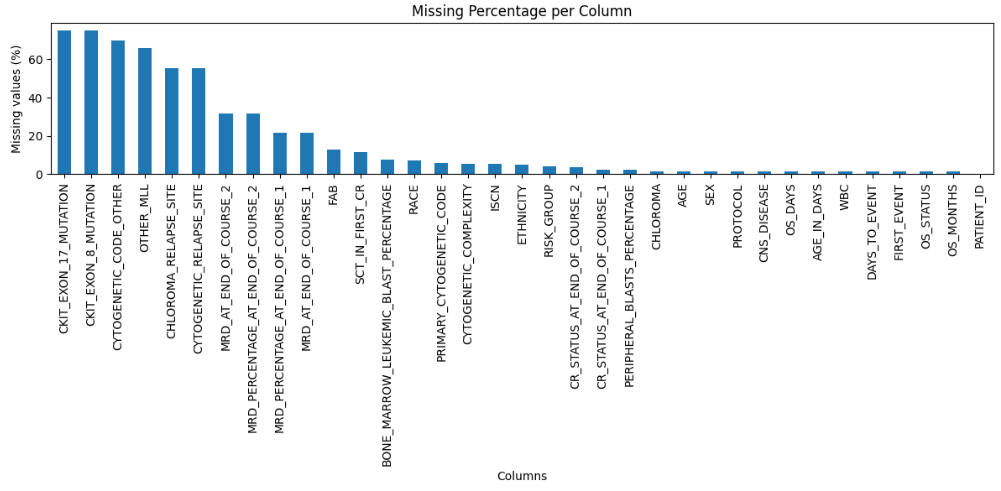 Missing Percentage per Column
Missing values (%)
60
40
20
0
CKIT_EXON_17_MUTATION
CKIT_EXON_8_MUTATION
CYTOGENETIC_CODE_OTHER
OTHER_MLL
CHLOROMA_RELAPSE_SITE
CYTOGENETIC_RELAPSE_SITE
MRD_AT_END_OF_COURSE_2
MRD_PERCENTAGE_AT_END_OF_COURSE_2
MRD_PERCENTAGE_AT_END_OF_COURSE_1
MRD_AT_END_OF_COURSE_1
FAB
SCT_IN_FIRST_CR
BONE_MARROW_LEUKEMIC_BLAST_PERCENTAGE
RACE
PRIMARY_CYTOGENETIC_CODE
CYTOGENETIC_COMPLEXITY
ISCN
ETHNICITY
RISK_GROUP
CR_STATUS_AT_END_OF_COURSE_2
CR_STATUS_AT_END_OF_COURSE_1
PERIPHERAL_BLASTS_PERCENTAGE
CHLOROMA
AGE
SEX
PROTOCOL
CNS_DISEASE
OS_DAYS
AGE_IN_DAYS
WBC
DAYS_TO_EVENT
FIRST_EVENT
OS_STATUS
OS_MONTHS
PATIENT_ID
Columns